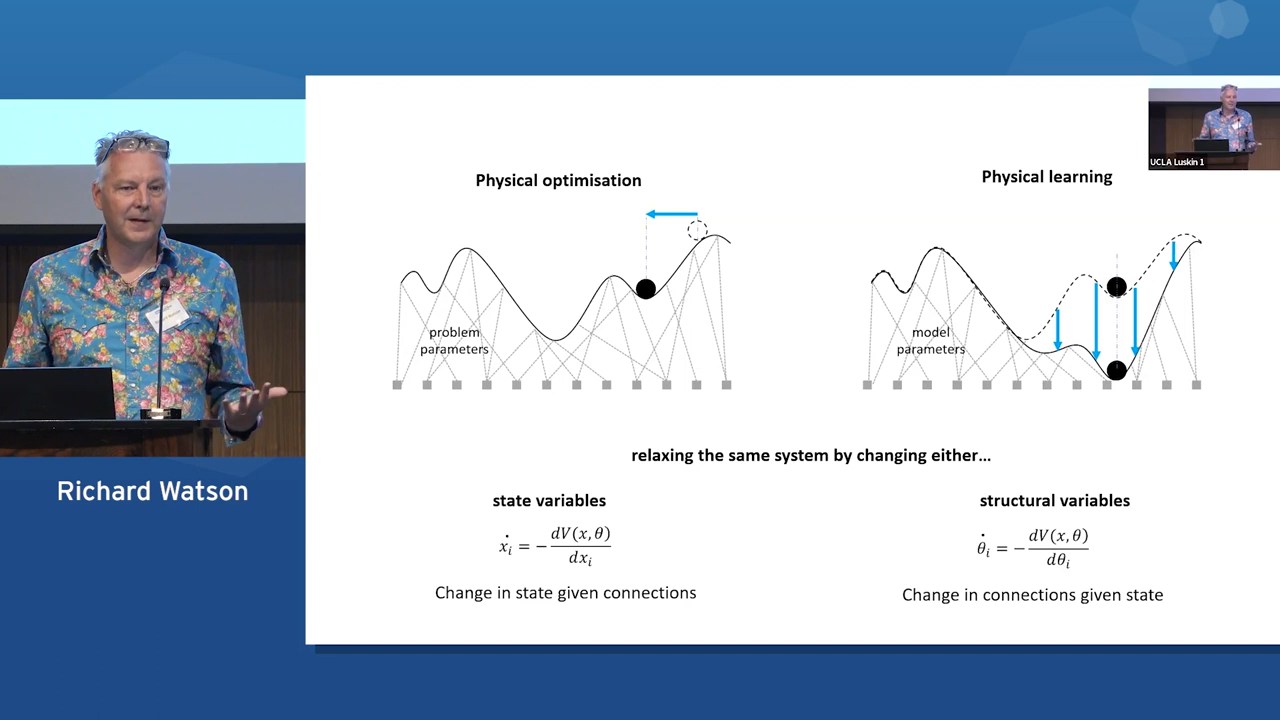 UCLA Luskin 1
Physical optimisation
Physical learning
problem
parameters
model
parameters
relaxing the same system by changing either…
state variables
structural variables
ẋᵢ = − dV(x, θ) / dxᵢ
θ̇ᵢ = − dV(x, θ) / dθᵢ
Change in state given connections
Change in connections given state
Richard Watson